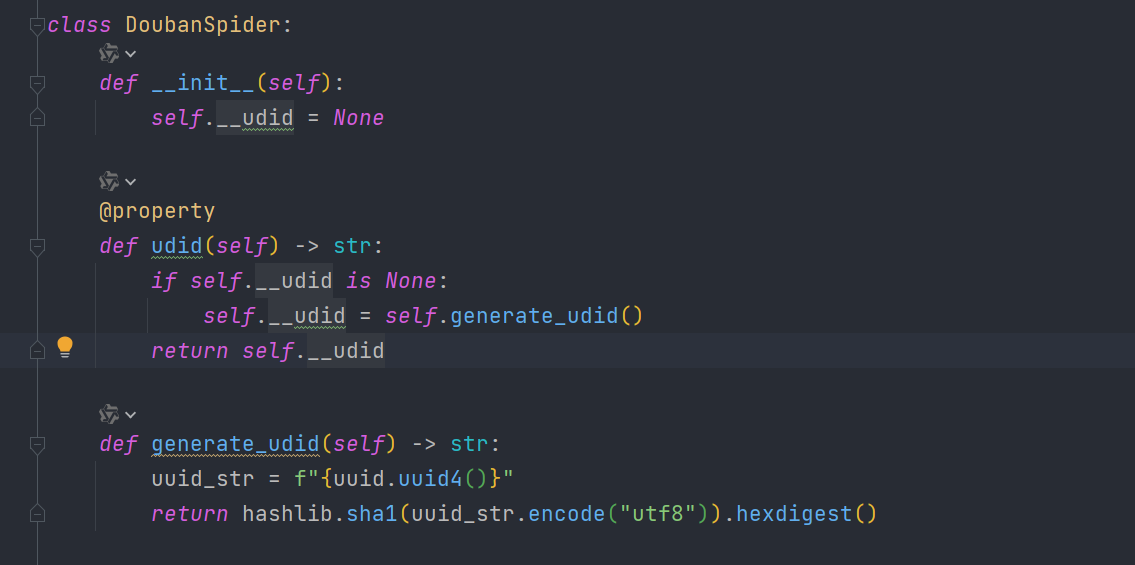 class DoubanSpider:
    def __init__(self):
        self.__udid = None
    @property
    def udid(self) -> str:
        if self.__udid is None:
            self.__udid = self.generate_udid()
        return self.__udid
    def generate_udid(self) -> str:
        uuid_str = f"{uuid.uuid4()}"
        return hashlib.sha1(uuid_str.encode("utf8")).hexdigest()